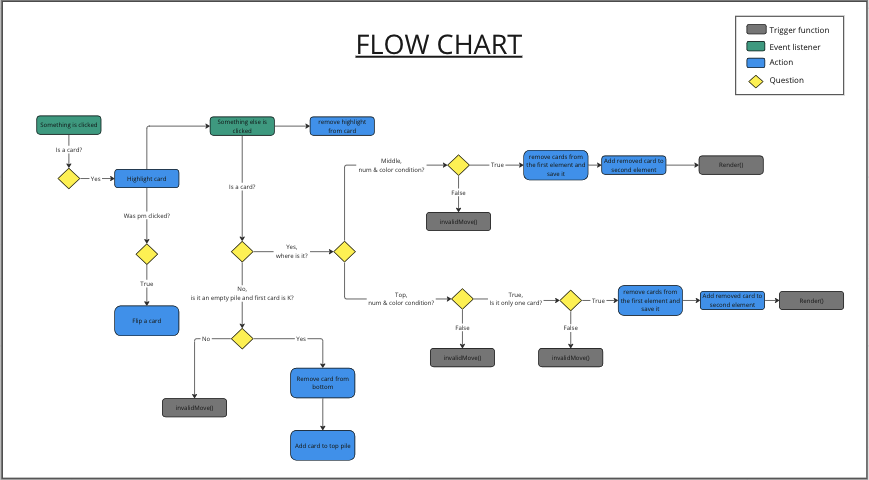 FLOW CHART
Trigger function
Event listener
Action
Question
Something is clicked
Is a card?
Yes
Highlight card
Was pm clicked?
True
Flip a card
Something else is
clicked
remove highlight
from card
Is a card?
Yes,
where is it?
No,
is it an empty pile and first card is K?
No
invalidMove()
Yes
Remove card from
bottom
Add card to top pile
Middle,
num & color condition?
True
remove cards from
the first element and
save it
Add removed card to
second element
Render()
False
invalidMove()
Top,
num & color condition?
True,
Is it only one card?
True
remove cards from
the first element and
save it
Add removed card to
second element
Render()
False
invalidMove()
False
invalidMove()